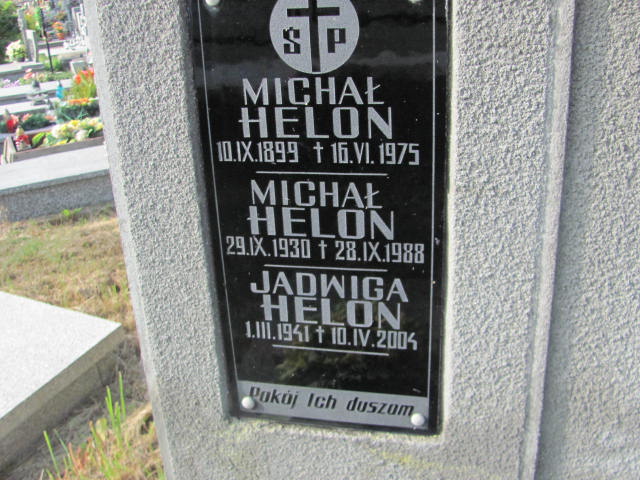 Ś P
MICHAŁ
HELON
10.IX.1899 † 16.VI.1975
MICHAŁ
HELON
29.IX.1930 † 28.IX.1988
JADWIGA
HELON
1.III.1941 † 10.IV.2004
Pokój Ich duszom